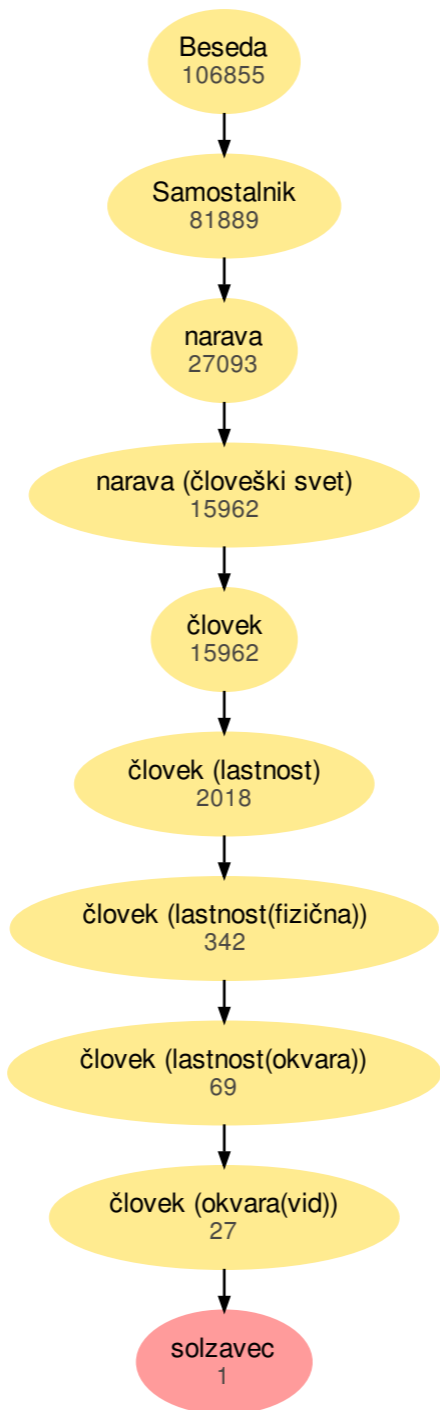 Beseda
106855
Samostalnik
81889
narava
27093
narava (človeški svet)
15962
človek
15962
človek (lastnost)
2018
človek (lastnost(fizična))
342
človek (lastnost(okvara))
69
človek (okvara(vid))
27
solzavec
1